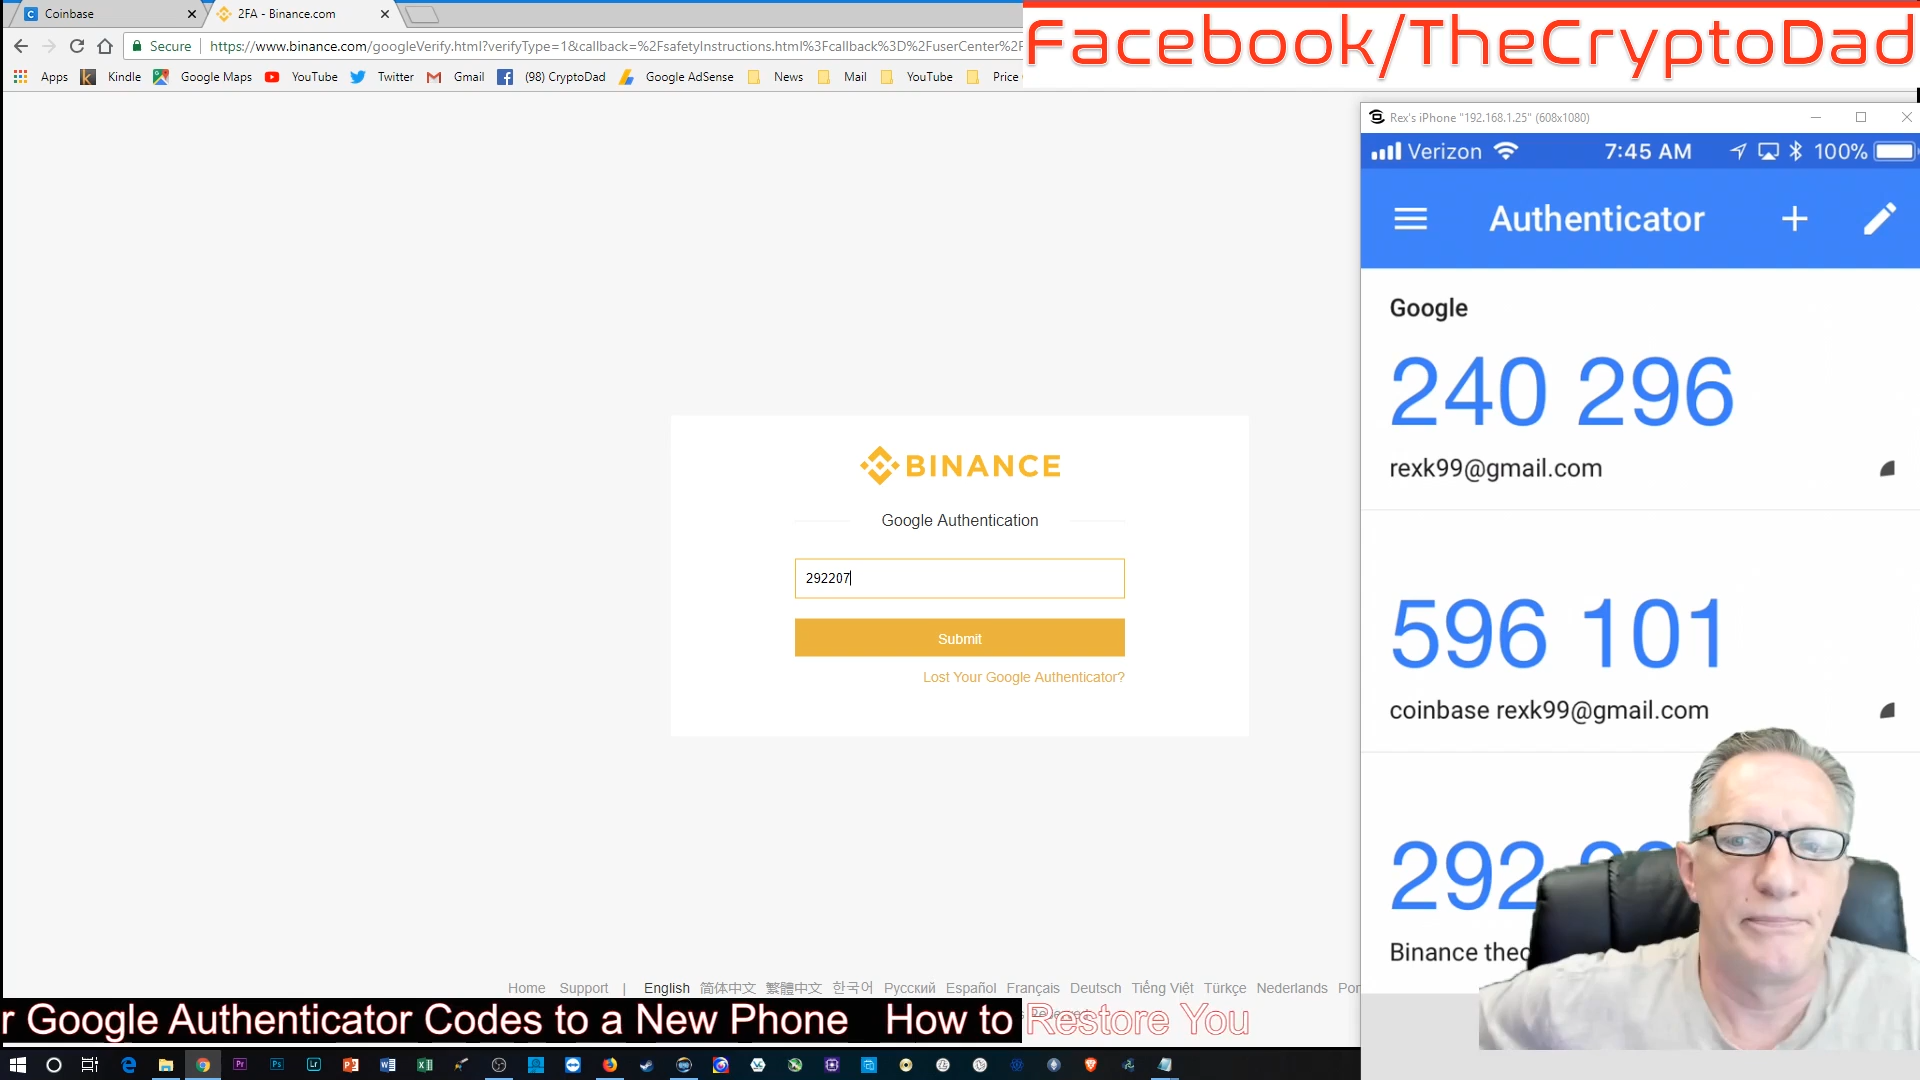 Coinbase
2FA - Binance.com
Facebook/TheCryptoDad
Secure
https://www.binance.com/googleVerify.html?verifyType=1&callback=%2FsafetyInstructions.html%3Fcallback%3D%2FuserCenter%2F
Apps Kindle Google Maps YouTube Twitter Gmail (98) CryptoDad Google AdSense News Mail YouTube Price
Rex's iPhone "192.168.1.25" (608x1080)
Verizon 7:45 AM 100%
Authenticator
Google
240 296
rexk99@gmail.com
596 101
coinbase rexk99@gmail.com
292
Binance
BINANCE
Google Authentication
292207
Submit
Lost Your Google Authenticator?
Home Support | English 简体中文 繁體中文 한국어 Русский Español Français Deutsch Tiếng Việt Türkçe Nederlands Por
r Google Authenticator Codes to a New Phone How to Restore You